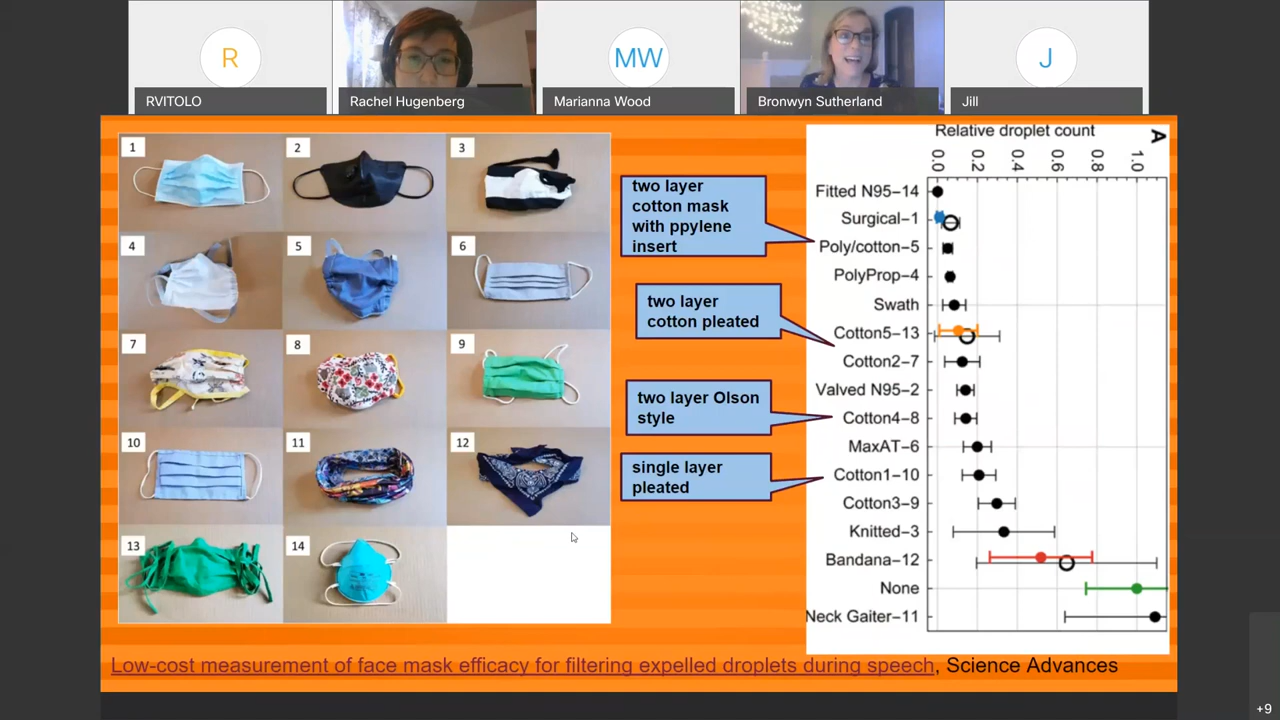 R
MW
J
RVITOLO
Rachel Hugenberg
Marianna Wood
Bronwyn Sutherland
Jill
1
2
3
4
5
6
7
8
9
10
11
12
13
14
two layer
cotton mask
with ppylene
insert
two layer
cotton pleated
two layer Olson
style
single layer
pleated
Relative droplet count
A
0.0
0.2
0.4
0.6
0.8
1.0
Fitted N95–14
Surgical–1
Poly/cotton–5
PolyProp–4
Swath
Cotton5–13
Cotton2–7
Valved N95–2
Cotton4–8
MaxAT–6
Cotton1–10
Cotton3–9
Knitted–3
Bandana–12
None
Neck Gaiter–11
Low-cost measurement of face mask efficacy for filtering expelled droplets during speech, Science Advances
+9